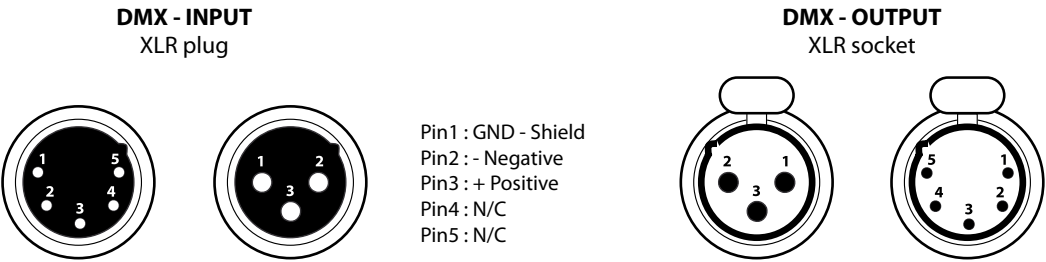 DMX - INPUT
XLR plug
1 5
2 4
3
1 2
3
Pin1 : GND - Shield
Pin2 : - Negative
Pin3 : + Positive
Pin4 : N/C
Pin5 : N/C
DMX - OUTPUT
XLR socket
2 1
3
5 1
4 2
3